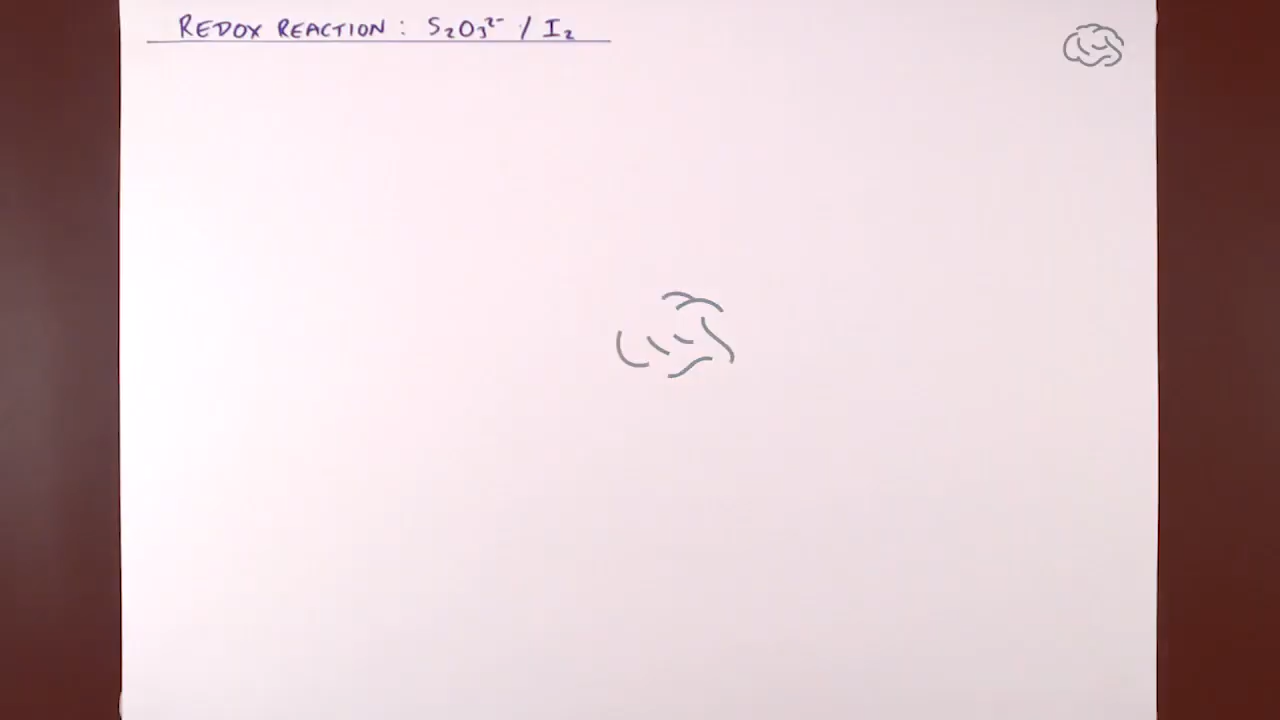 REDOX REACTION : S₂O₃²⁻ / I₂